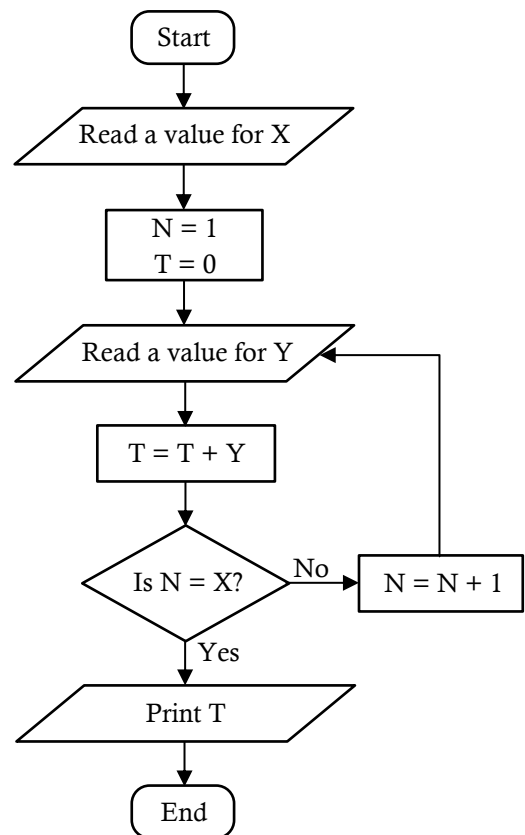 Start
Read a value for X
N = 1
T = 0
Read a value for Y
T = T + Y
Is N = X?
No
N = N + 1
Yes
Print T
End